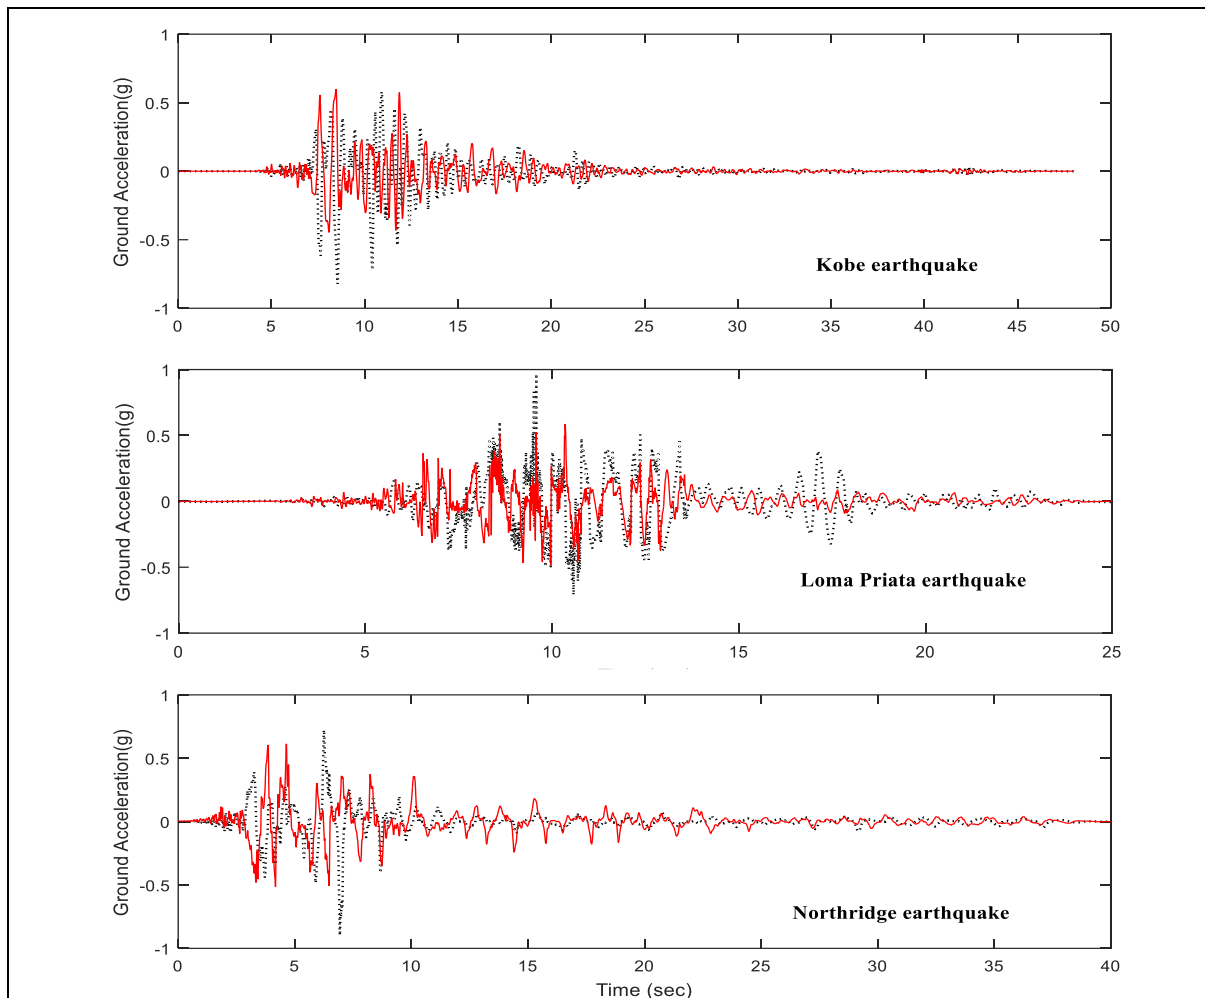 1
0.5
0
-0.5
-1
Ground Acceleration(g)
Kobe earthquake
0 5 10 15 20 25 30 35 40 45 50
1
0.5
0
-0.5
-1
Ground Acceleration(g)
Loma Priata earthquake
0 5 10 15 20 25
1
0.5
0
-0.5
-1
Ground Acceleration(g)
Northridge earthquake
0 5 10 15 20 25 30 35 40
Time (sec)